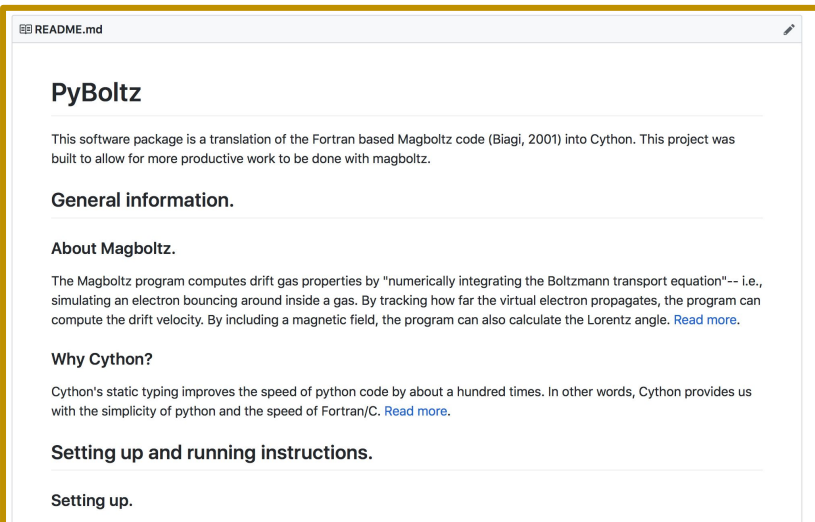 README.md
PyBoltz
This software package is a translation of the Fortran based Magboltz code (Biagi, 2001) into Cython. This project was
built to allow for more productive work to be done with magboltz.
General information.
About Magboltz.
The Magboltz program computes drift gas properties by "numerically integrating the Boltzmann transport equation"-- i.e.,
simulating an electron bouncing around inside a gas. By tracking how far the virtual electron propagates, the program can
compute the drift velocity. By including a magnetic field, the program can also calculate the Lorentz angle. Read more.
Why Cython?
Cython's static typing improves the speed of python code by about a hundred times. In other words, Cython provides us
with the simplicity of python and the speed of Fortran/C. Read more.
Setting up and running instructions.
Setting up.